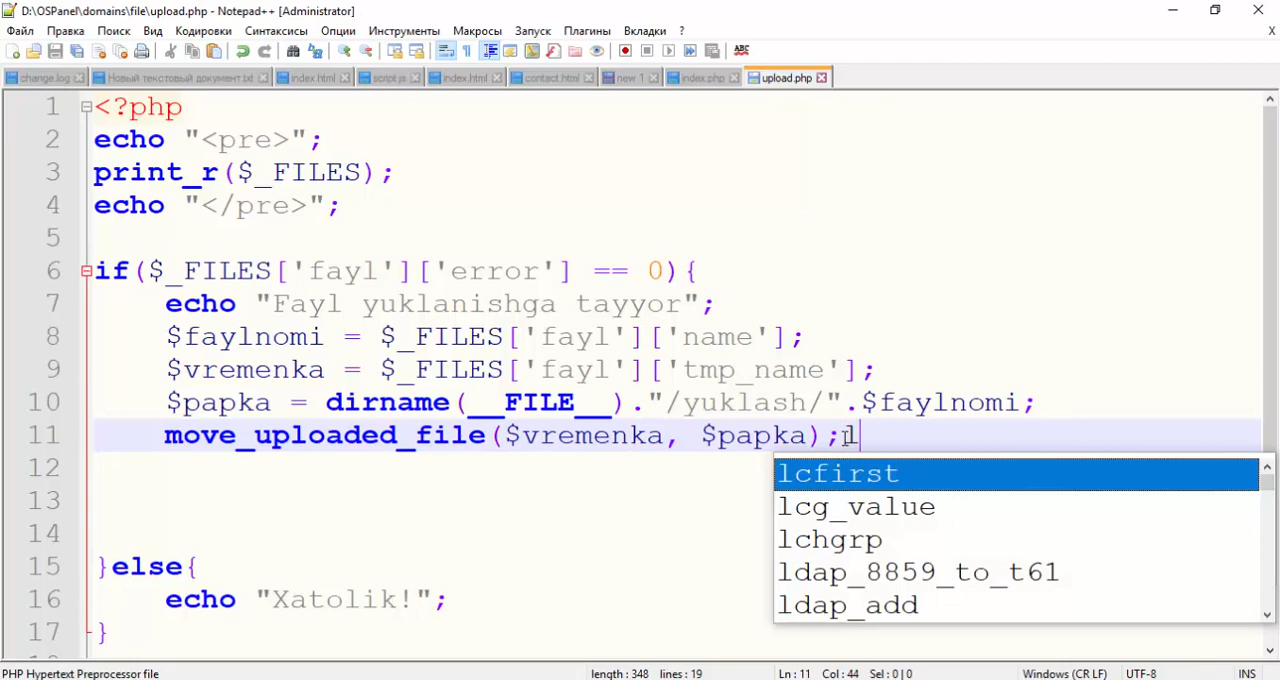 D:\OSPanel\domains\file\upload.php - Notepad++ [Administrator]
Файл Правка Поиск Вид Кодировки Синтаксисы Опции Инструменты Макросы Запуск Плагины Вкладки ? X
change.log Новый текстовый документ.txt index.html script.js index.html contact.html new 1 index.php upload.php
1 <?php
2 echo "<pre>";
3 print_r($_FILES);
4 echo "</pre>";
5
6 if($_FILES['fayl']['error'] == 0){
7 echo "Fayl yuklanishga tayyor";
8 $faylnomi = $_FILES['fayl']['name'];
9 $vremenka = $_FILES['fayl']['tmp_name'];
10 $papka = dirname(__FILE__)."/yuklash/".$faylnomi;
11 move_uploaded_file($vremenka, $papka);l
12
lcfirst
13
lcg_value
14
lchgrp
15 }else{
ldap_8859_to_t61
16 echo "Xatolik!";
ldap_add
17 }
PHP Hypertext Preprocessor file length : 348 lines : 19 Ln : 11 Col : 44 Sel : 0 | 0 Windows (CR LF) UTF-8 INS